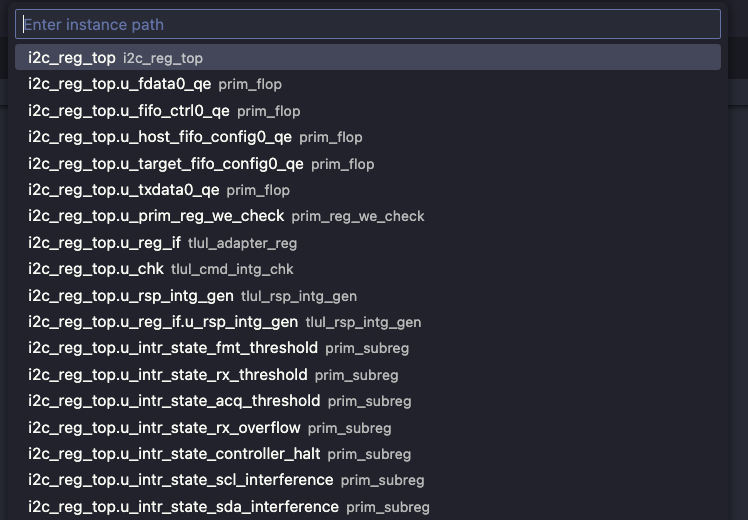 Enter instance path
i2c_reg_top i2c_reg_top
i2c_reg_top.u_fdata0_qe prim_flop
i2c_reg_top.u_fifo_ctrl0_qe prim_flop
i2c_reg_top.u_host_fifo_config0_qe prim_flop
i2c_reg_top.u_target_fifo_config0_qe prim_flop
i2c_reg_top.u_txdata0_qe prim_flop
i2c_reg_top.u_prim_reg_we_check prim_reg_we_check
i2c_reg_top.u_reg_if tlul_adapter_reg
i2c_reg_top.u_chk tlul_cmd_intg_chk
i2c_reg_top.u_rsp_intg_gen tlul_rsp_intg_gen
i2c_reg_top.u_reg_if.u_rsp_intg_gen tlul_rsp_intg_gen
i2c_reg_top.u_intr_state_fmt_threshold prim_subreg
i2c_reg_top.u_intr_state_rx_threshold prim_subreg
i2c_reg_top.u_intr_state_acq_threshold prim_subreg
i2c_reg_top.u_intr_state_rx_overflow prim_subreg
i2c_reg_top.u_intr_state_controller_halt prim_subreg
i2c_reg_top.u_intr_state_scl_interference prim_subreg
i2c_reg_top.u_intr_state_sda_interference prim_subreg